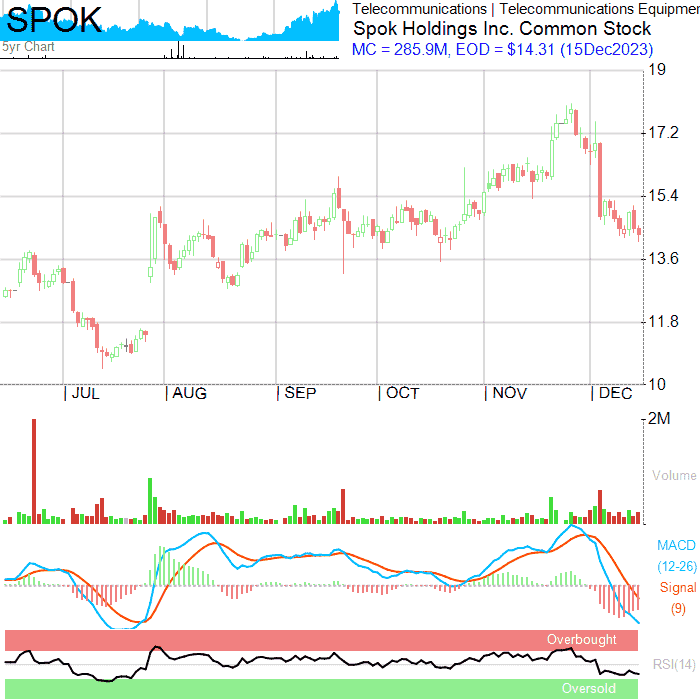 SPOK
5yr Chart
Telecommunications | Telecommunications Equipmen
Spok Holdings Inc. Common Stock
MC = 285.9M, EOD = $14.31 (15Dec2023)
19
17.2
15.4
13.6
11.8
10
| JUL | AUG | SEP | OCT | NOV | DEC
2M
Volume
MACD
(12-26)
Signal
(9)
Overbought
RSI(14)
Oversold